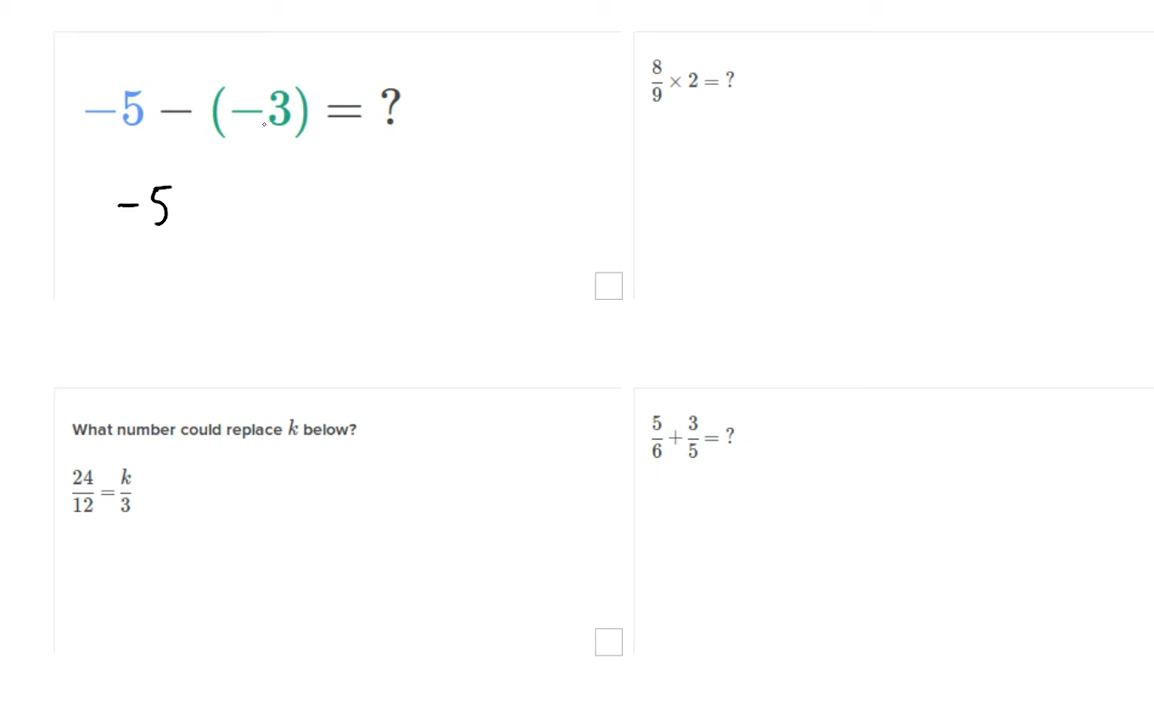 −5 − (−3) = ?
-5
8/9 × 2 = ?
What number could replace k below?
24/12 = k/3
5/6 + 3/5 = ?